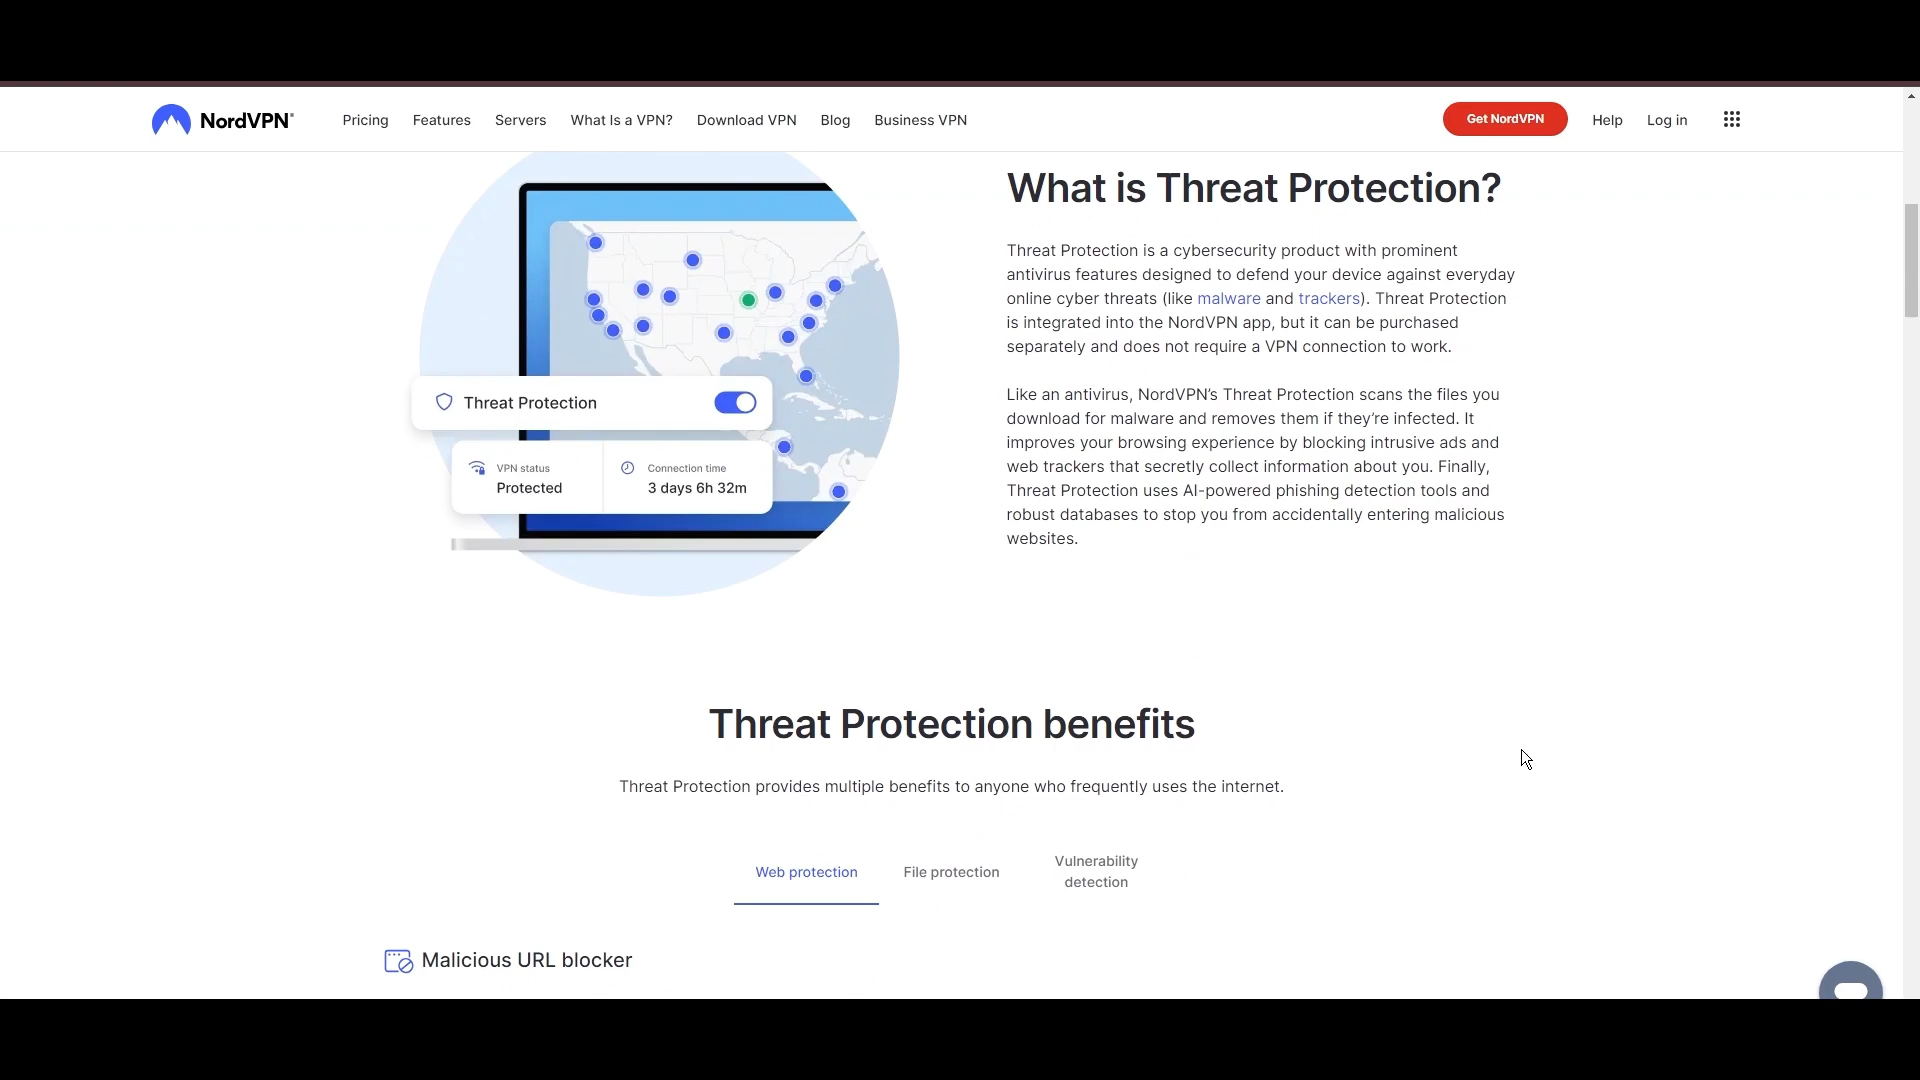 NordVPN®
Pricing
Features
Servers
What Is a VPN?
Download VPN
Blog
Business VPN
Get NordVPN
Help
Log in
Threat Protection
VPN status
Protected
Connection time
3 days 6h 32m
What is Threat Protection?
Threat Protection is a cybersecurity product with prominent
antivirus features designed to defend your device against everyday
online cyber threats (like malware and trackers). Threat Protection
is integrated into the NordVPN app, but it can be purchased
separately and does not require a VPN connection to work.
Like an antivirus, NordVPN’s Threat Protection scans the files you
download for malware and removes them if they’re infected. It
improves your browsing experience by blocking intrusive ads and
web trackers that secretly collect information about you. Finally,
Threat Protection uses AI-powered phishing detection tools and
robust databases to stop you from accidentally entering malicious
websites.
Threat Protection benefits
Threat Protection provides multiple benefits to anyone who frequently uses the internet.
Web protection
File protection
Vulnerability
detection
Malicious URL blocker